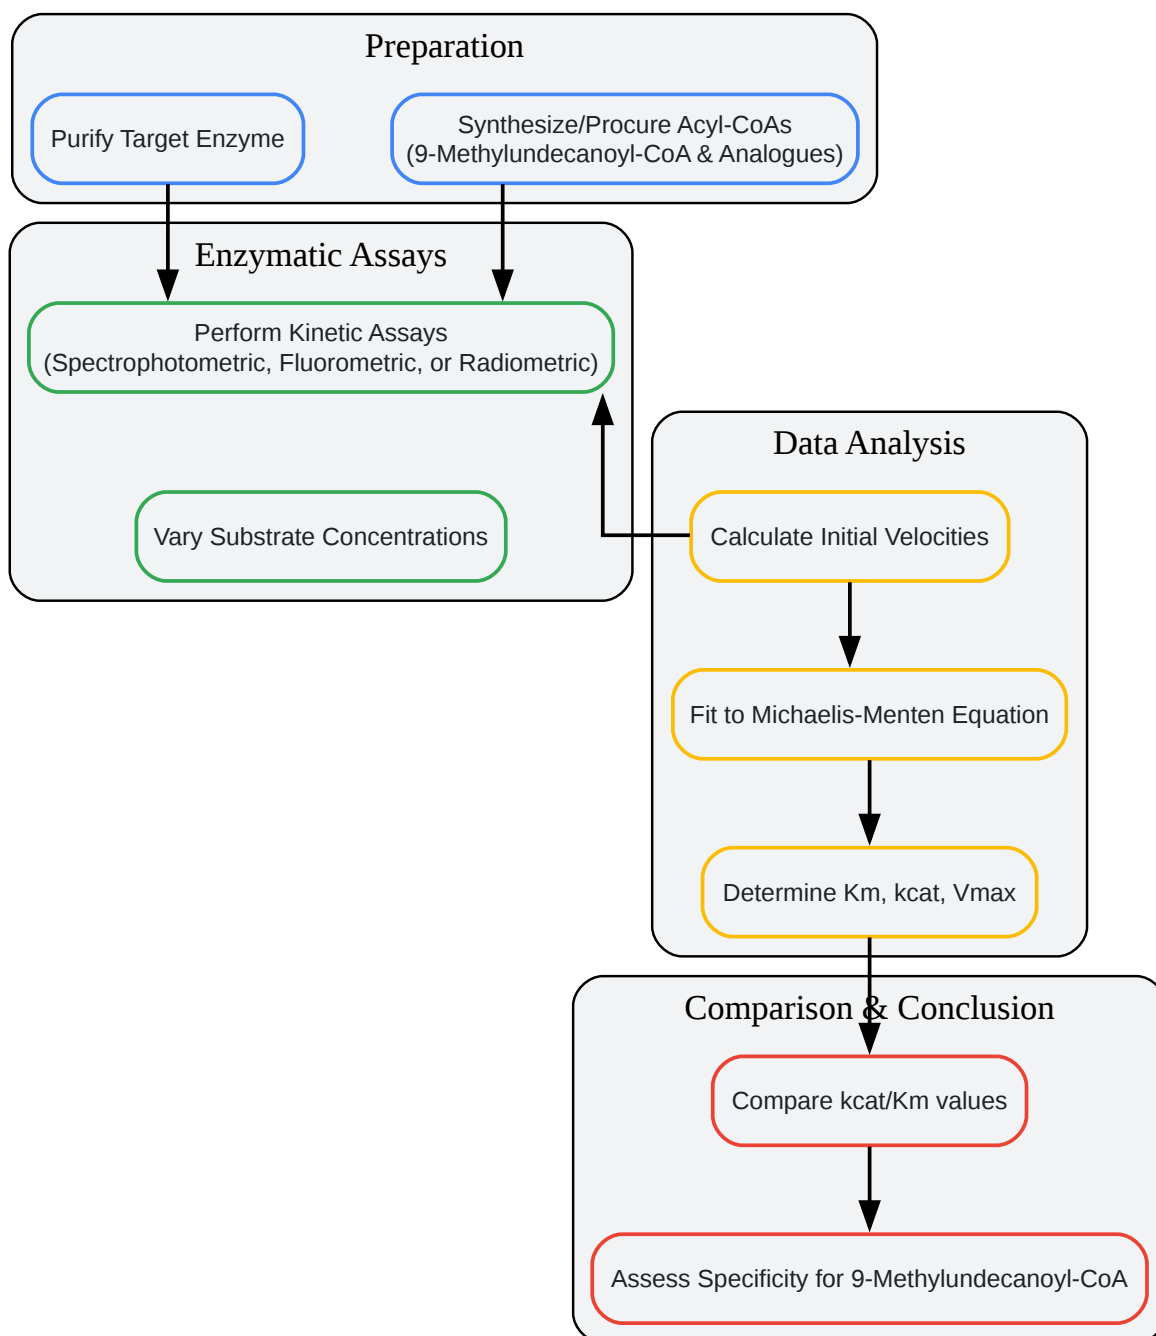 Preparation
Purify Target Enzyme
Synthesize/Procure Acyl-CoAs
(9-Methylundecanoyl-CoA & Analogues)
Enzymatic Assays
Perform Kinetic Assays
(Spectrophotometric, Fluorometric, or Radiometric)
Vary Substrate Concentrations
Data Analysis
Calculate Initial Velocities
Fit to Michaelis-Menten Equation
Determine Km, kcat, Vmax
Comparison & Conclusion
Compare kcat/Km values
Assess Specificity for 9-Methylundecanoyl-CoA